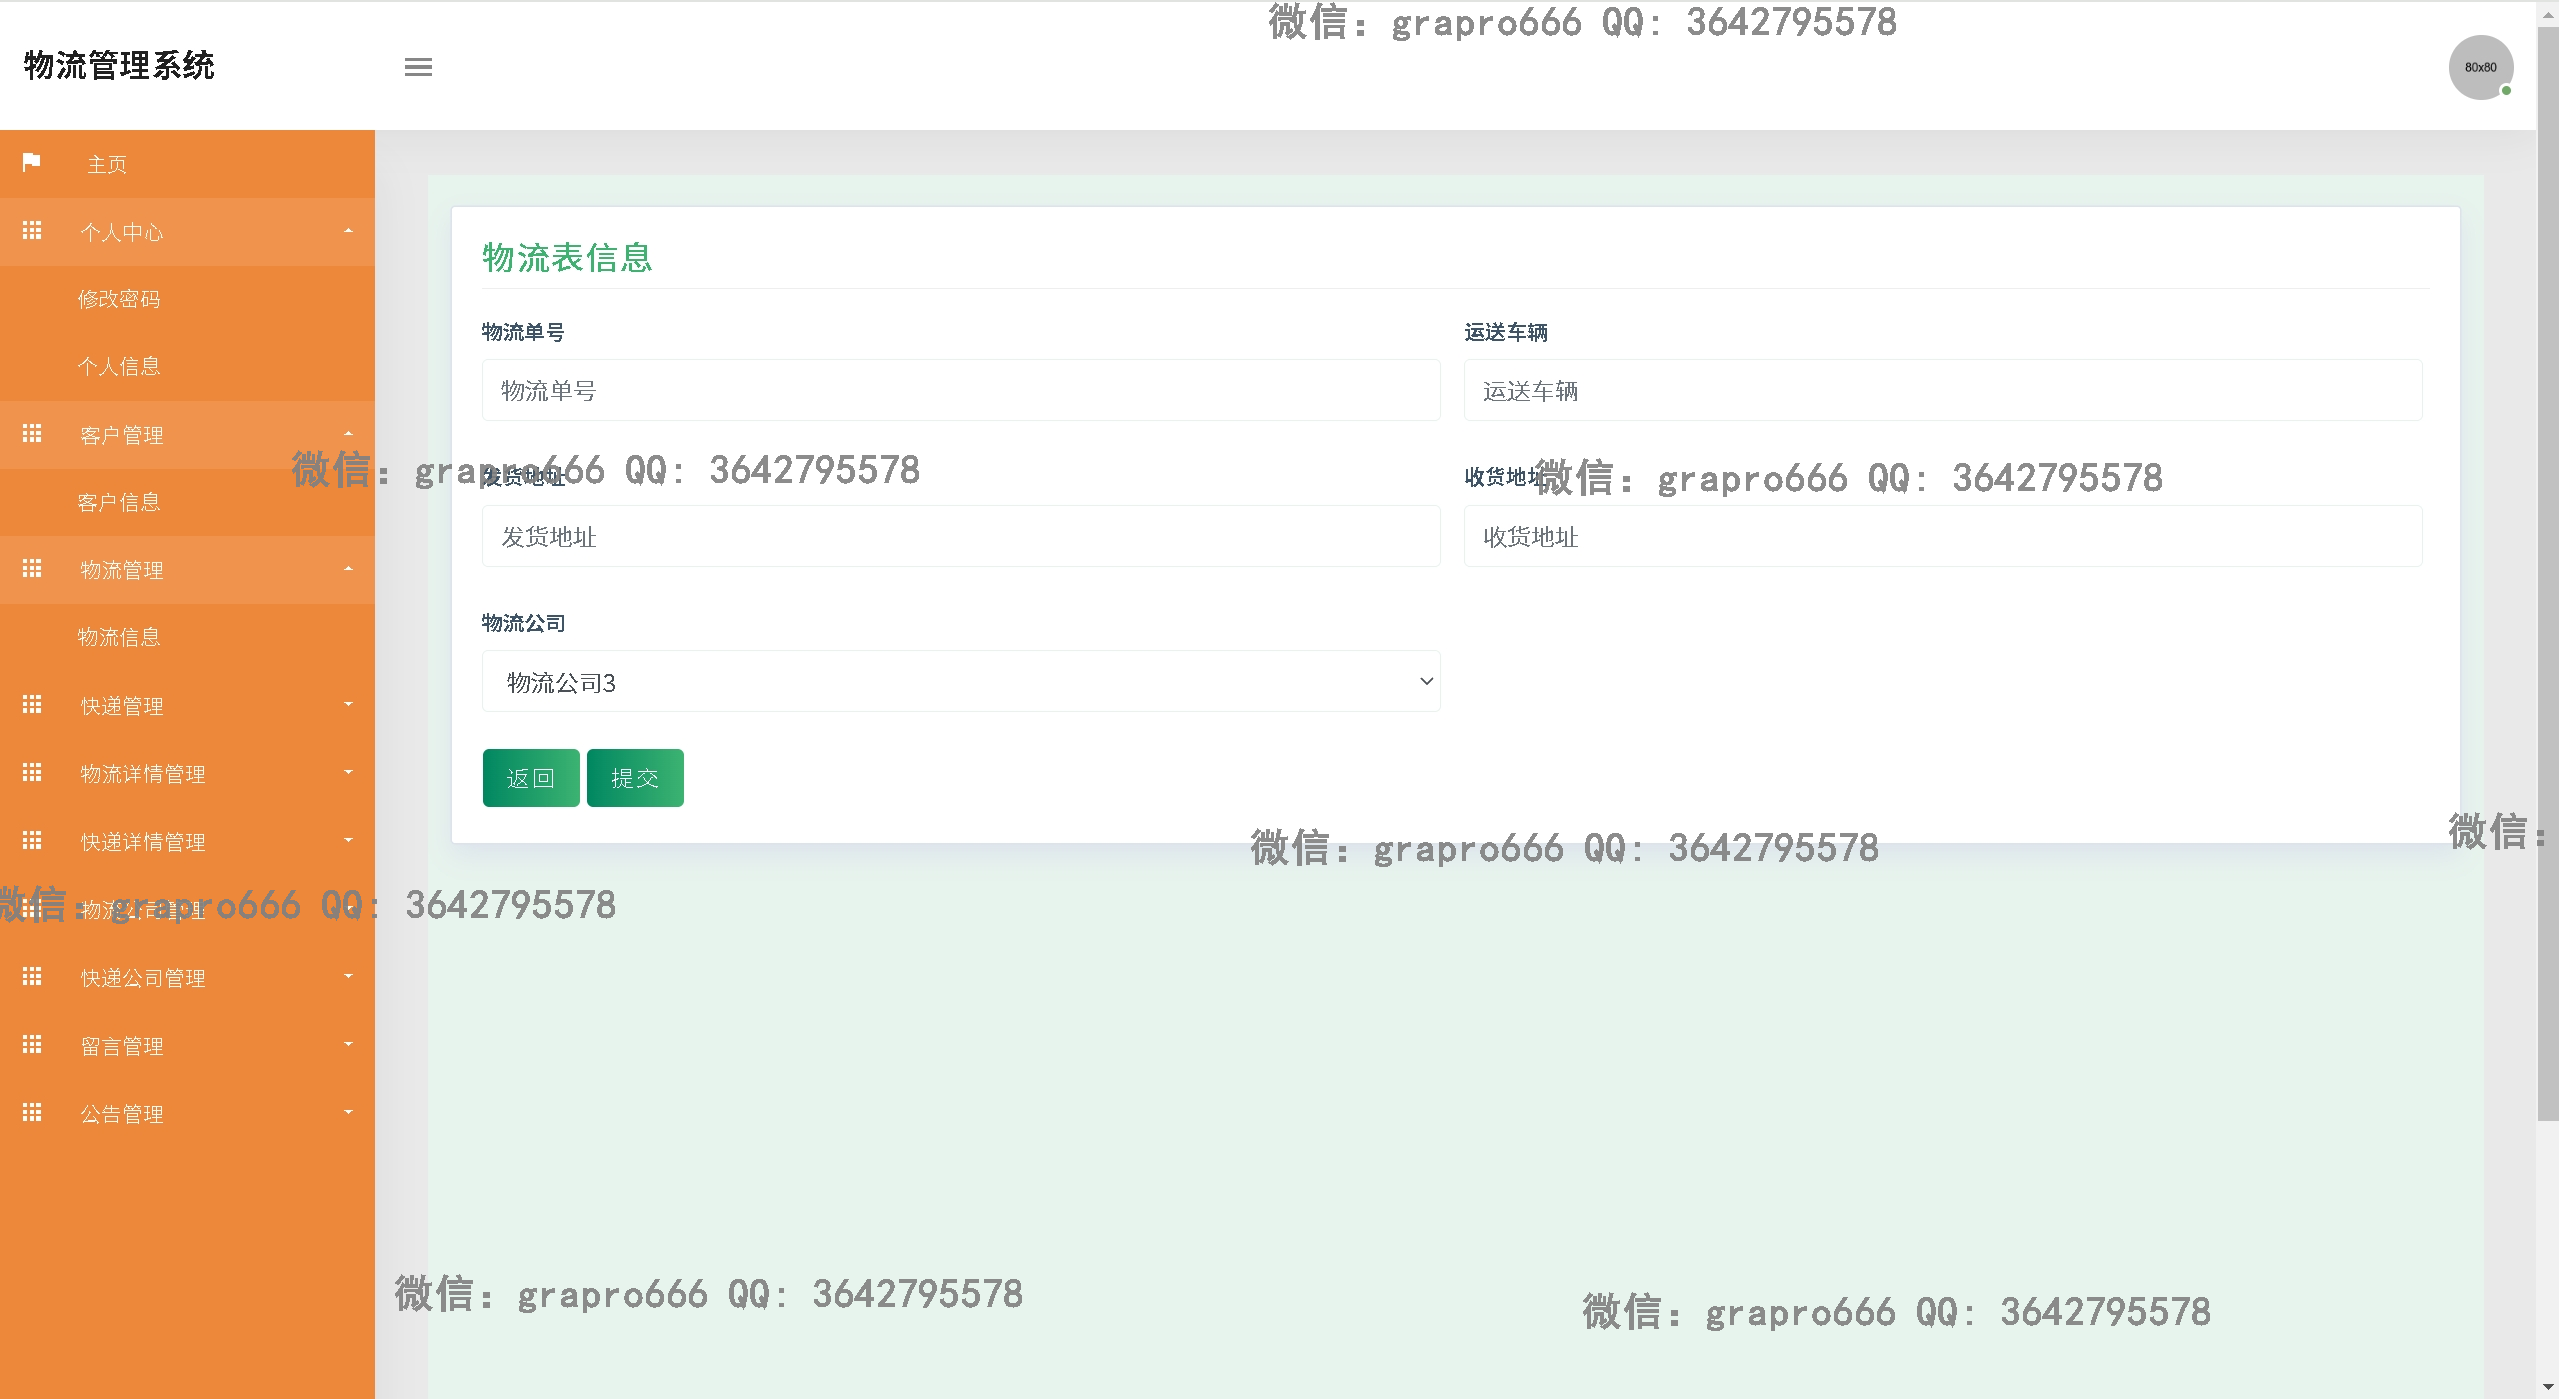 微信: grapro666 QQ: 3642795578
物流管理系统
80x80
主页
个人中心
修改密码
个人信息
客户管理
客户信息
物流管理
物流信息
快递管理
物流详情管理
快递详情管理
物流公司管理
快递公司管理
留言管理
公告管理
物流表信息
物流单号
运送车辆
物流单号
运送车辆
微信: grapro666 QQ: 3642795578
发货地址
收货地址
微信: grapro666 QQ: 3642795578
发货地址
收货地址
物流公司
物流公司3
返回
提交
微信: grapro666 QQ: 3642795578
微信:
微信: grapro666 QQ: 3642795578
微信: grapro666 QQ: 3642795578
微信: grapro666 QQ: 3642795578